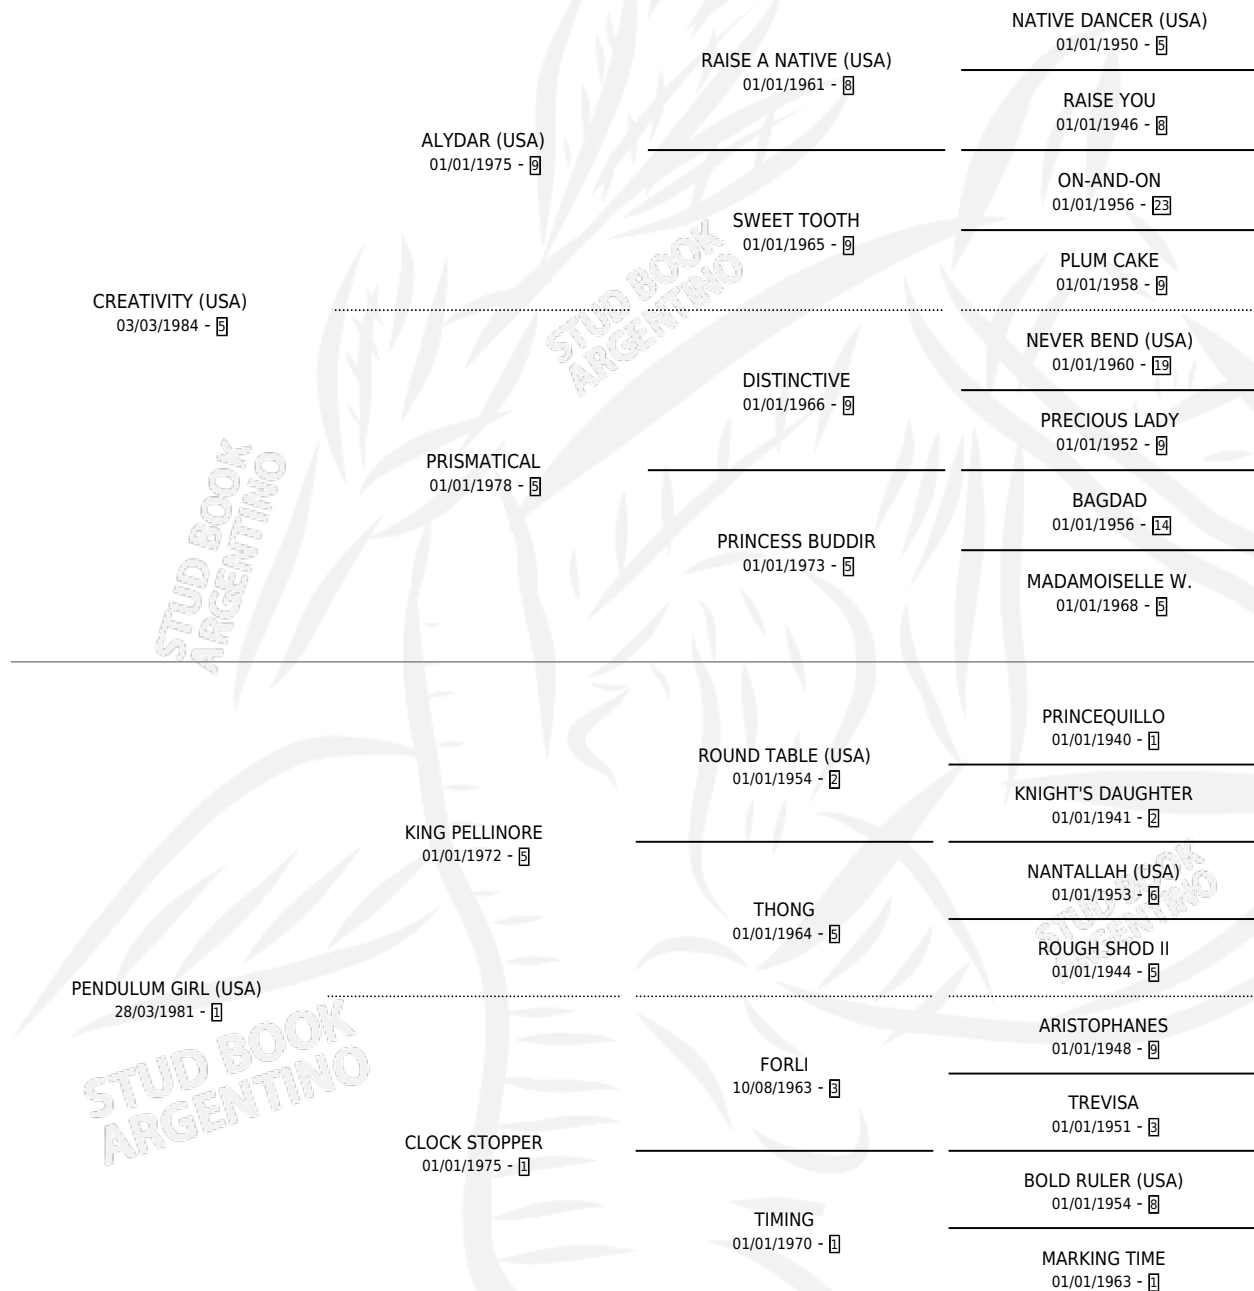 NATIVE DANCER (USA)
01/01/1950 - 5
RAISE A NATIVE (USA)
01/01/1961 - 8
RAISE YOU
01/01/1946 - 8
ALYDAR (USA)
01/01/1975 - 9
ON-AND-ON
01/01/1956 - 23
SWEET TOOTH
01/01/1965 - 9
PLUM CAKE
01/01/1958 - 9
CREATIVITY (USA)
03/03/1984 - 5
NEVER BEND (USA)
01/01/1960 - 19
DISTINCTIVE
01/01/1966 - 9
PRECIOUS LADY
01/01/1952 - 9
PRISMATICAL
01/01/1978 - 5
BAGDAD
01/01/1956 - 14
PRINCESS BUDDIR
01/01/1973 - 5
MADAMOISELLE W.
01/01/1968 - 5
PRINCEQUILLO
01/01/1940 - 1
ROUND TABLE (USA)
01/01/1954 - 2
KNIGHT'S DAUGHTER
01/01/1941 - 2
KING PELLINORE
01/01/1972 - 5
NANTALLAH (USA)
01/01/1953 - 6
THONG
01/01/1964 - 5
ROUGH SHOD II
01/01/1944 - 5
PENDULUM GIRL (USA)
28/03/1981 - 1
ARISTOPHANES
01/01/1948 - 9
FORLI
10/08/1963 - 3
TREVISA
01/01/1951 - 3
CLOCK STOPPER
01/01/1975 - 1
BOLD RULER (USA)
01/01/1954 - 8
TIMING
01/01/1970 - 1
MARKING TIME
01/01/1963 - 1
STUD BOOK
ARGENTINO
STUD BOOK
ARGENTINO
STUD BOOK
ARGENTINO
STUD BOOK
ARGENTINO